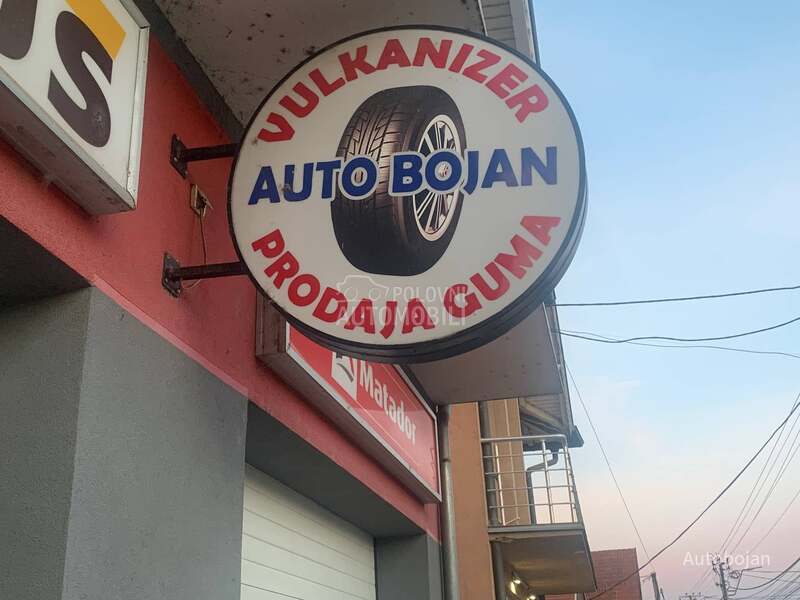 VULKANIZER
AUTO BOJAN
PRODAJA GUMA
POLOVNI
AUTOMOBILI
Matador
Autobojan